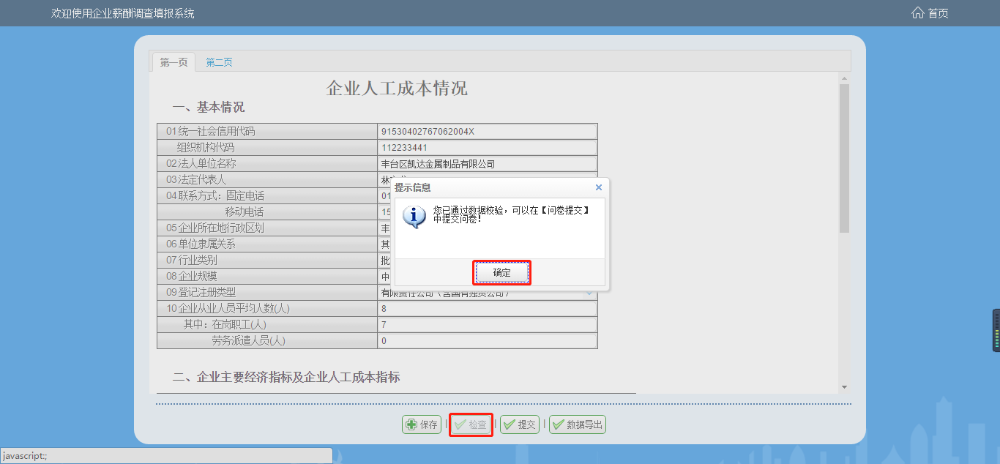 欢迎使用企业薪酬调查填报系统
首页
第一页 第二页
企业人工成本情况
一、基本情况
01统一社会信用代码 91530402767062004X
组织机构代码 112233441
02法人单位名称 丰台区凯达金属制品有限公司
03法定代表人 林
04联系方式：固定电话 01
移动电话 15
05企业所在地行政区划 丰
06单位隶属关系 其
07行业类别 批
08企业规模 中
09登记注册类型 有限责任公司（含国有独资公司）
10企业从业人员平均人数(人) 8
其中：在岗职工(人) 7
劳务派遣人员(人) 0
提示信息
您已通过数据校验，可以在【问卷提交】
中提交问卷!
确定
二、企业主要经济指标及企业人工成本指标
保存 | 检查 | 提交 | 数据导出
javascript:;